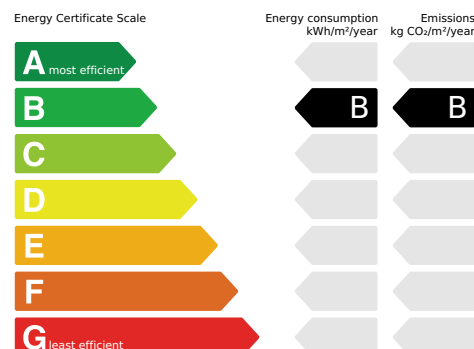 Energy Certificate Scale
Energy consumption
kWh/m²/year
Emissions
kg CO₂/m²/year
A most efficient
B
B
B
C
D
E
F
G least efficient